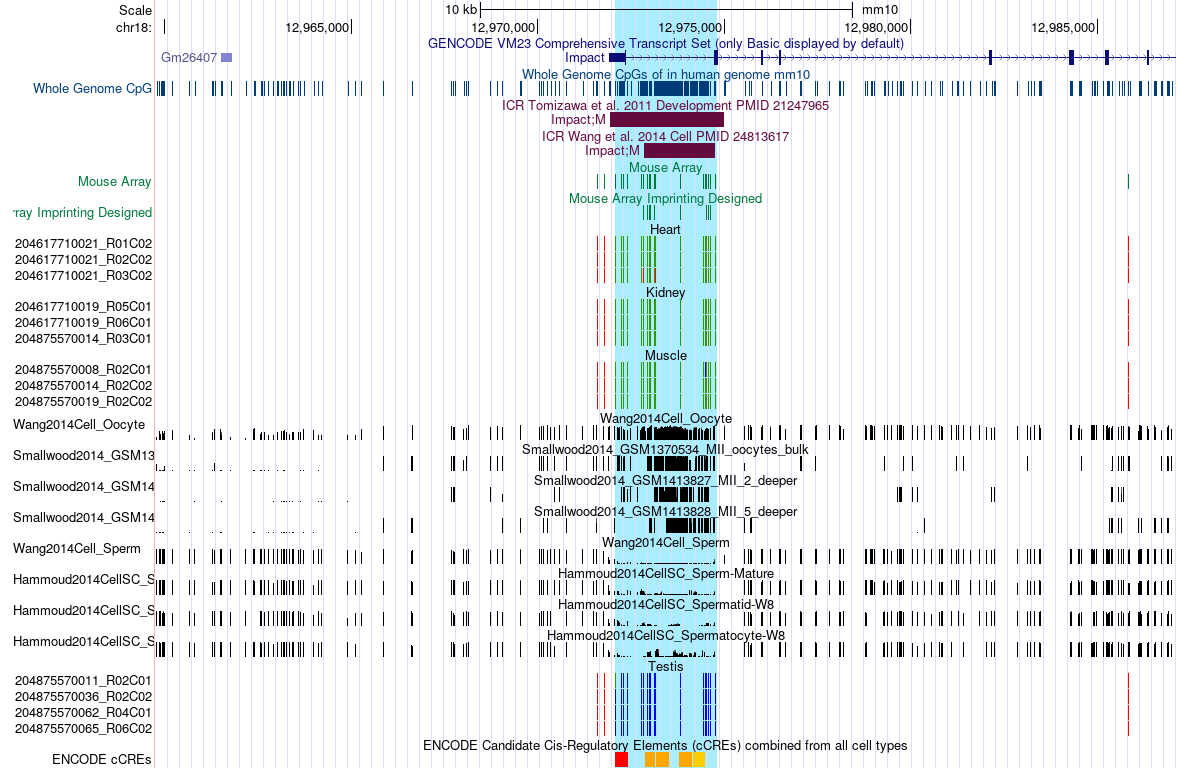 Scale 10 kb mm10
chr18: 12,965,000 12,970,000 12,975,000 12,980,000 12,985,000
GENCODE VM23 Comprehensive Transcript Set (only Basic displayed by default)
Gm26407 Impact
Whole Genome CpGs of in human genome mm10
Whole Genome CpG
ICR Tomizawa et al. 2011 Development PMID 21247965
Impact;M
ICR Wang et al. 2014 Cell PMID 24813617
Impact;M
Mouse Array
Mouse Array
Mouse Array Imprinting Designed
rray Imprinting Designed
Heart
204617710021_R01C02
204617710021_R02C02
204617710021_R03C02
Kidney
204617710019_R05C01
204617710019_R06C01
204875570014_R03C01
Muscle
204875570008_R02C01
204875570014_R02C02
204875570019_R02C02
Wang2014Cell_Oocyte
Wang2014Cell_Oocyte
Smallwood2014_GSM1370534_MII_oocytes_bulk
Smallwood2014_GSM13
Smallwood2014_GSM1413827_MII_2_deeper
Smallwood2014_GSM14
Smallwood2014_GSM1413828_MII_5_deeper
Smallwood2014_GSM14
Wang2014Cell_Sperm
Wang2014Cell_Sperm
Hammoud2014CellSC_Sperm-Mature
Hammoud2014CellSC_S
Hammoud2014CellSC_Spermatid-W8
Hammoud2014CellSC_S
Hammoud2014CellSC_Spermatocyte-W8
Hammoud2014CellSC_S
Testis
204875570011_R02C01
204875570036_R02C02
204875570062_R04C01
204875570065_R06C02
ENCODE Candidate Cis-Regulatory Elements (cCREs) combined from all cell types
ENCODE cCREs